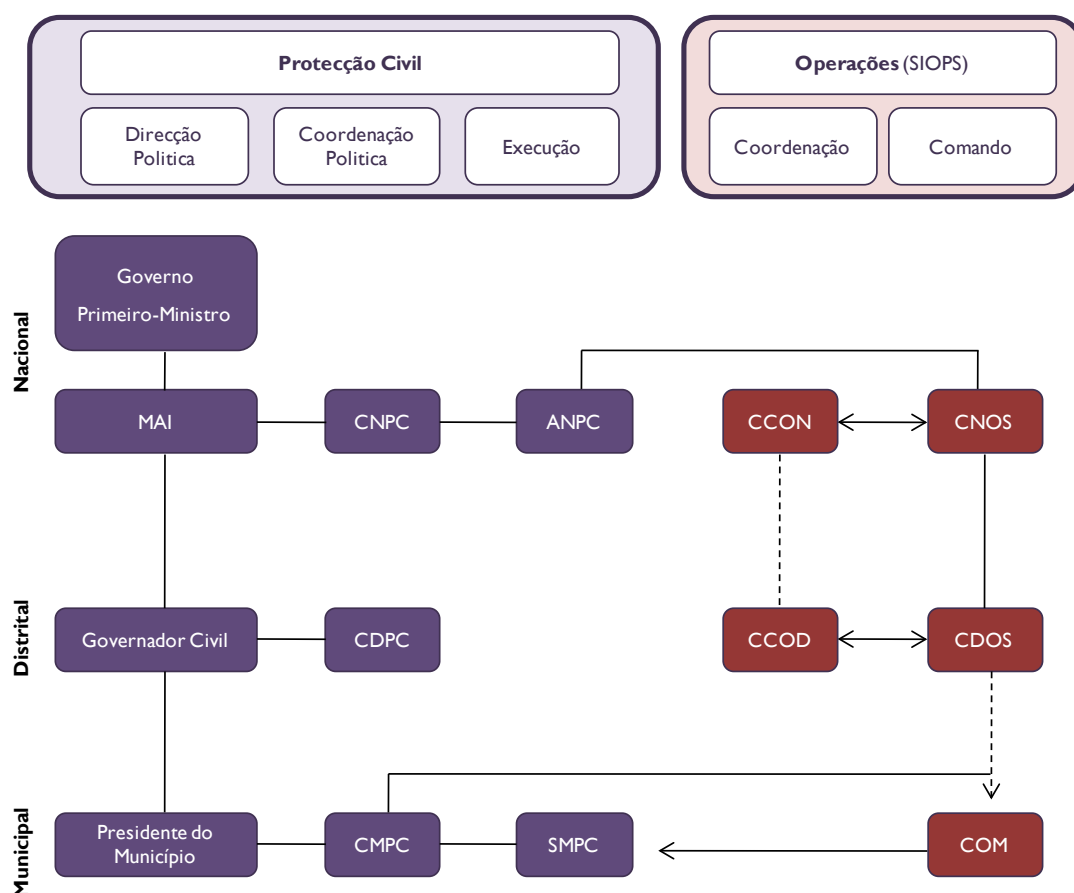 Protecção Civil
Operações (SIOPS)
Direcção
Politica
Coordenação
Politica
Execução
Coordenação
Comando
Nacional
Governo
Primeiro-Ministro
MAI
CNPC
ANPC
CCON
CNOS
Distrital
Governador Civil
CDPC
CCOD
CDOS
Municipal
Presidente do
Município
CMPC
SMPC
COM